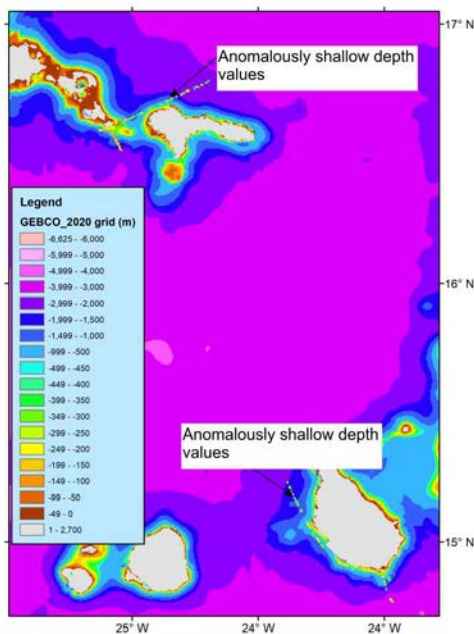 17° N
Anomalously shallow depth
values
Legend
GEBCO_2020 grid (m)
-6,625 - -6,000
-5,999 - -5,000
-4,999 - -4,000
-3,999 - -3,000
-2,999 - -2,000
-1,999 - -1,500
-1,499 - -1,000
-999 - -500
-499 - -450
-449 - -400
-399 - -350
-349 - -300
-299 - -250
-249 - -200
-199 - -150
-149 - -100
-99 - -50
-49 - 0
1 - 2,700
16° N
Anomalously shallow depth
values
15° N
25° W
24° W
24° W